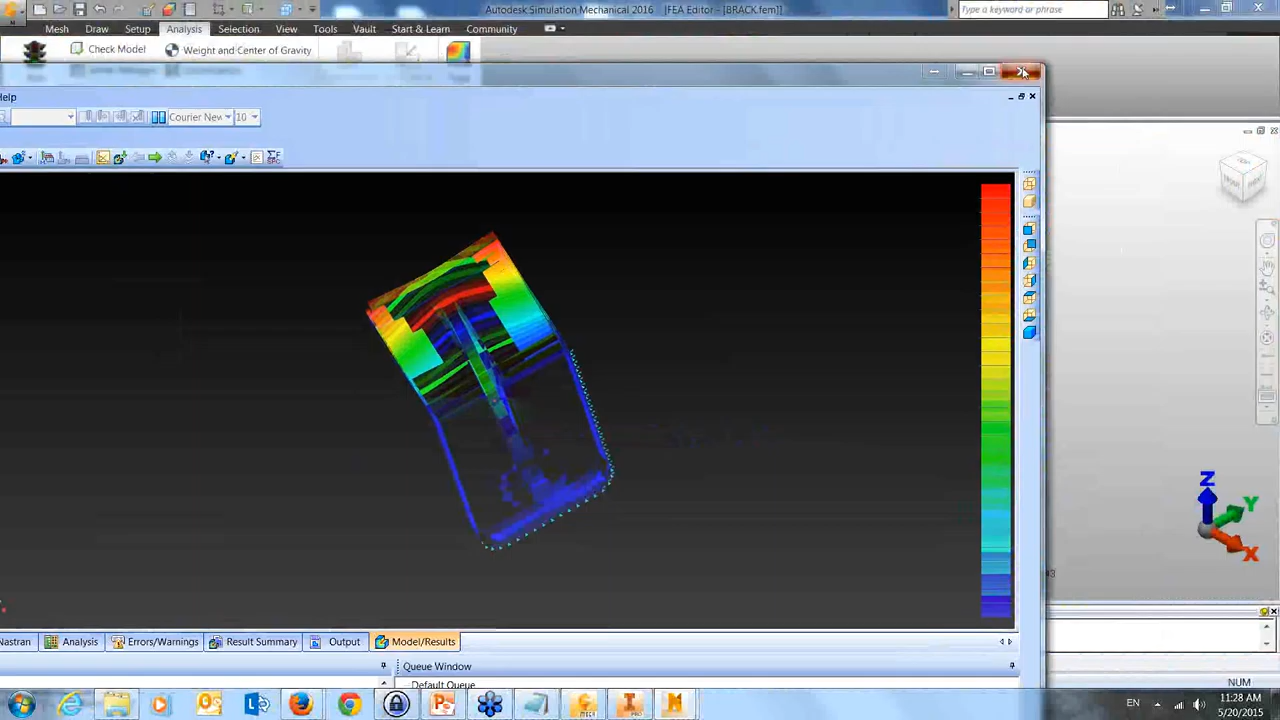 Autodesk Simulation Mechanical 2016 [FEA Editor - [BRACK.fem]]
Type a keyword or phrase
Mesh Draw Setup Analysis Selection View Tools Vault Start & Learn Community
Check Model Weight and Center of Gravity
Help
Courier New 10
Z
Y
X
Nastran Analysis Errors/Warnings Result Summary Output Model/Results
Queue Window
Default Queue
NUM
EN 11:28 AM
5/20/2015